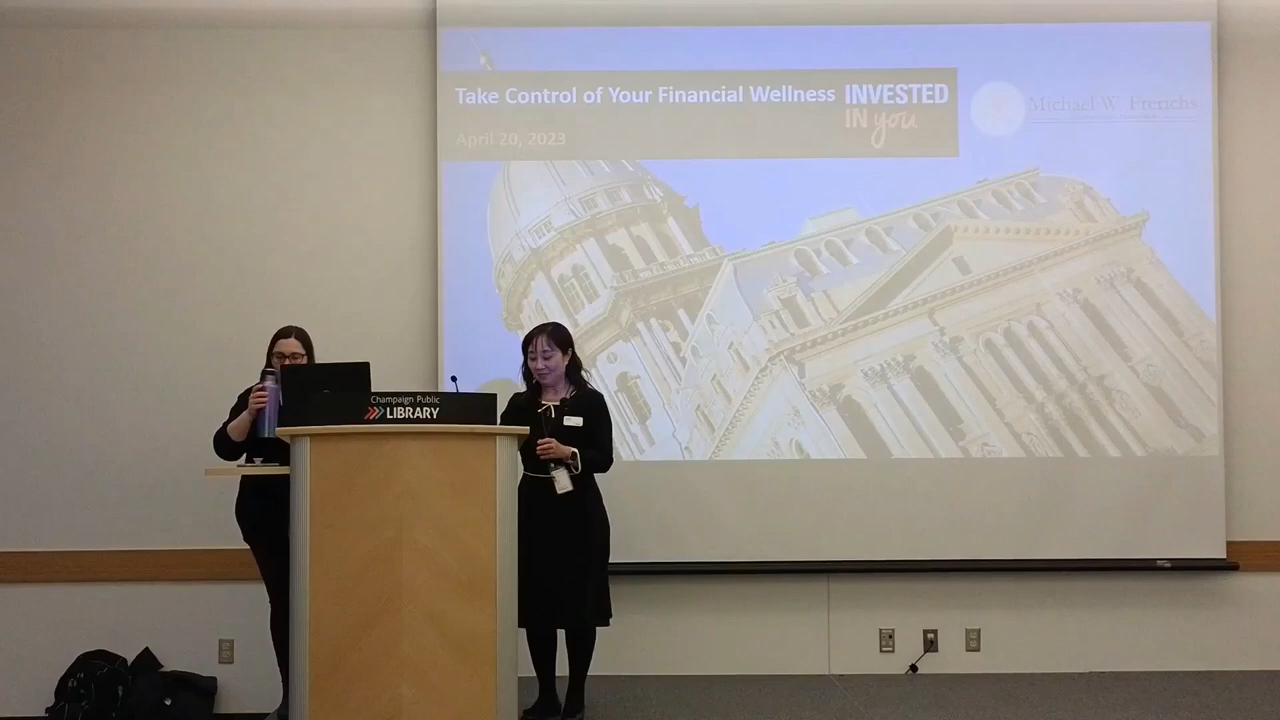 Take Control of Your Financial Wellness
INVESTED
IN you
April 20, 2023
Michael W. Frerichs
Champaign Public
LIBRARY